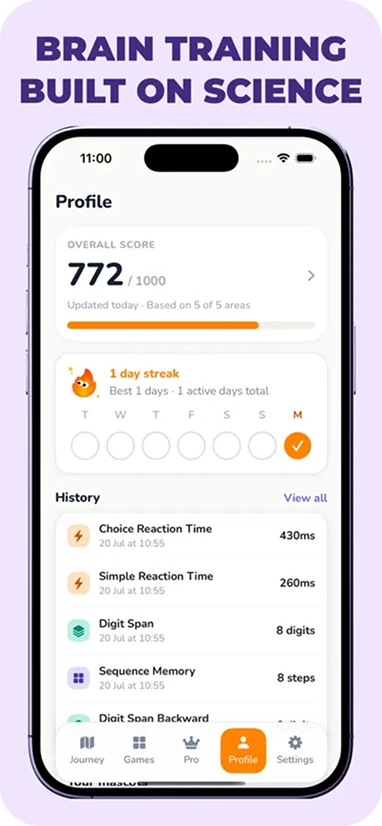 BRAIN TRAINING
BUILT ON SCIENCE
11:00
Profile
OVERALL SCORE
772 / 1000
Updated today · Based on 5 of 5 areas
1 day streak
Best 1 days · 1 active days total
T W T F S S M
History View all
Choice Reaction Time
20 Jul at 10:55
430ms
Simple Reaction Time
20 Jul at 10:55
260ms
Digit Span
20 Jul at 10:55
8 digits
Sequence Memory
20 Jul at 10:55
8 steps
Digit Span Backward
Journey Games Pro Profile Settings